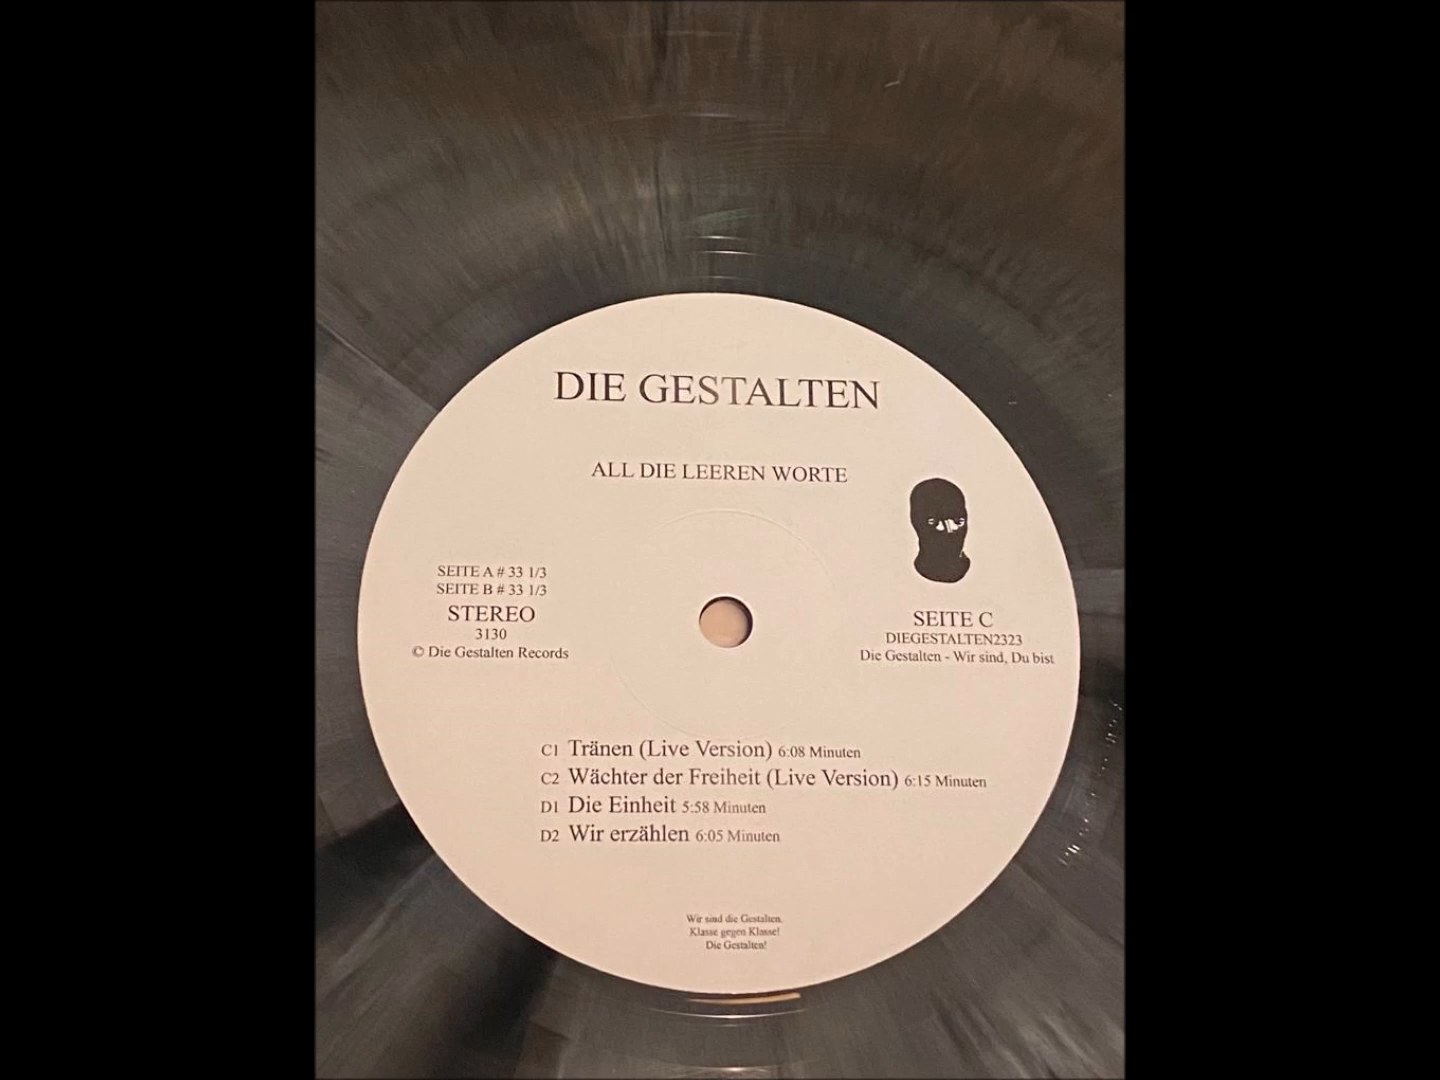 DIE GESTALTEN
ALL DIE LEEREN WORTE
SEITE A # 33 1/3
SEITE B # 33 1/3
STEREO
3130
© Die Gestalten Records
SEITE C
DIEGESTALTEN2323
Die Gestalten - Wir sind, Du bist
C1 Tränen (Live Version) 6:08 Minuten
C2 Wächter der Freiheit (Live Version) 6:15 Minuten
D1 Die Einheit 5:58 Minuten
D2 Wir erzählen 6:05 Minuten
Wir sind die Gestalten.
Klasse gegen Klasse!
Die Gestalten!